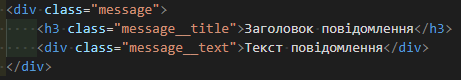 <div class="message">
<h3 class="message__title">Заголовок повідомлення</h3>
<div class="message__text">Текст повідомлення</div>
</div>